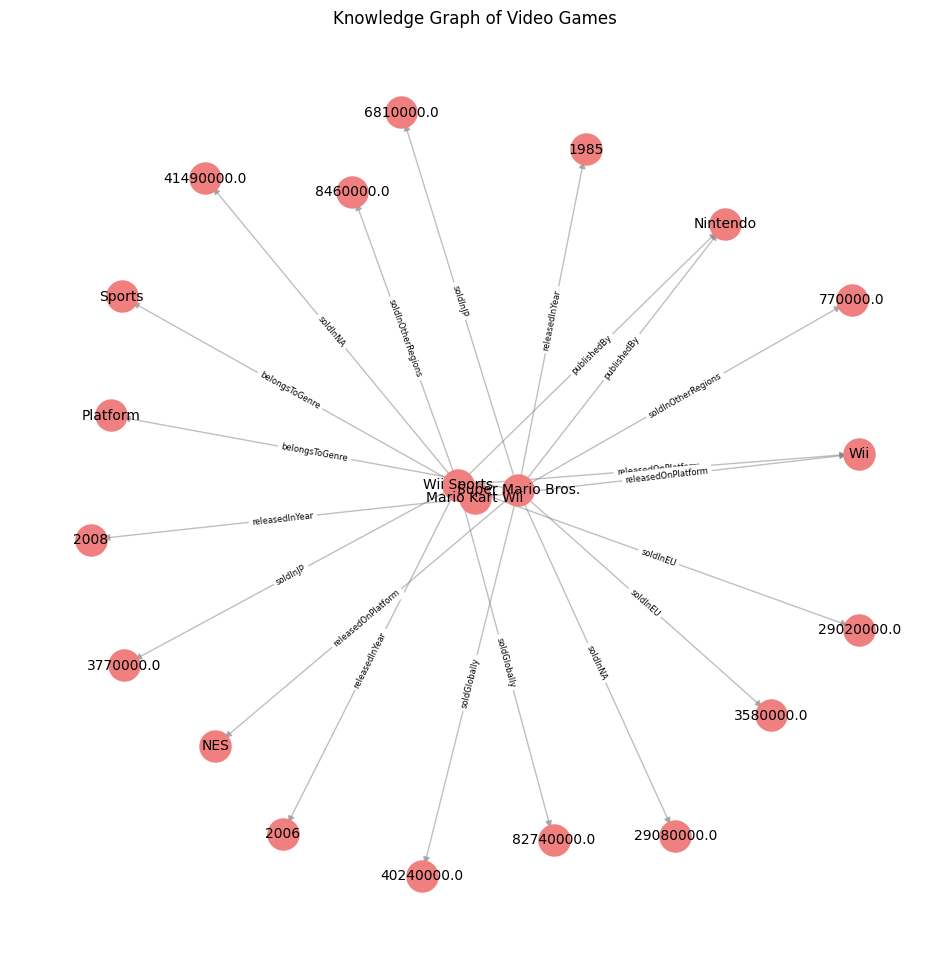 Knowledge Graph of Video Games
6810000.0
1985
41490000.0
8460000.0
Nintendo
Sports
770000.0
soldInJP
releasedInYear
soldInNA
soldInOtherRegions
publishedBy
publishedBy
belongsToGenre
soldInOtherRegions
Platform
belongsToGenre
Wii
releasedOnPlatform
releasedOnPlatform
Wii Sports
Super Mario Bros.
Mario Kart Wii
releasedInYear
2008
soldInEU
soldInJP
soldInEU
releasedOnPlatform
29020000.0
3770000.0
releasedInYear
soldGlobally
soldGlobally
soldInNA
3580000.0
NES
2006
82740000.0
29080000.0
40240000.0